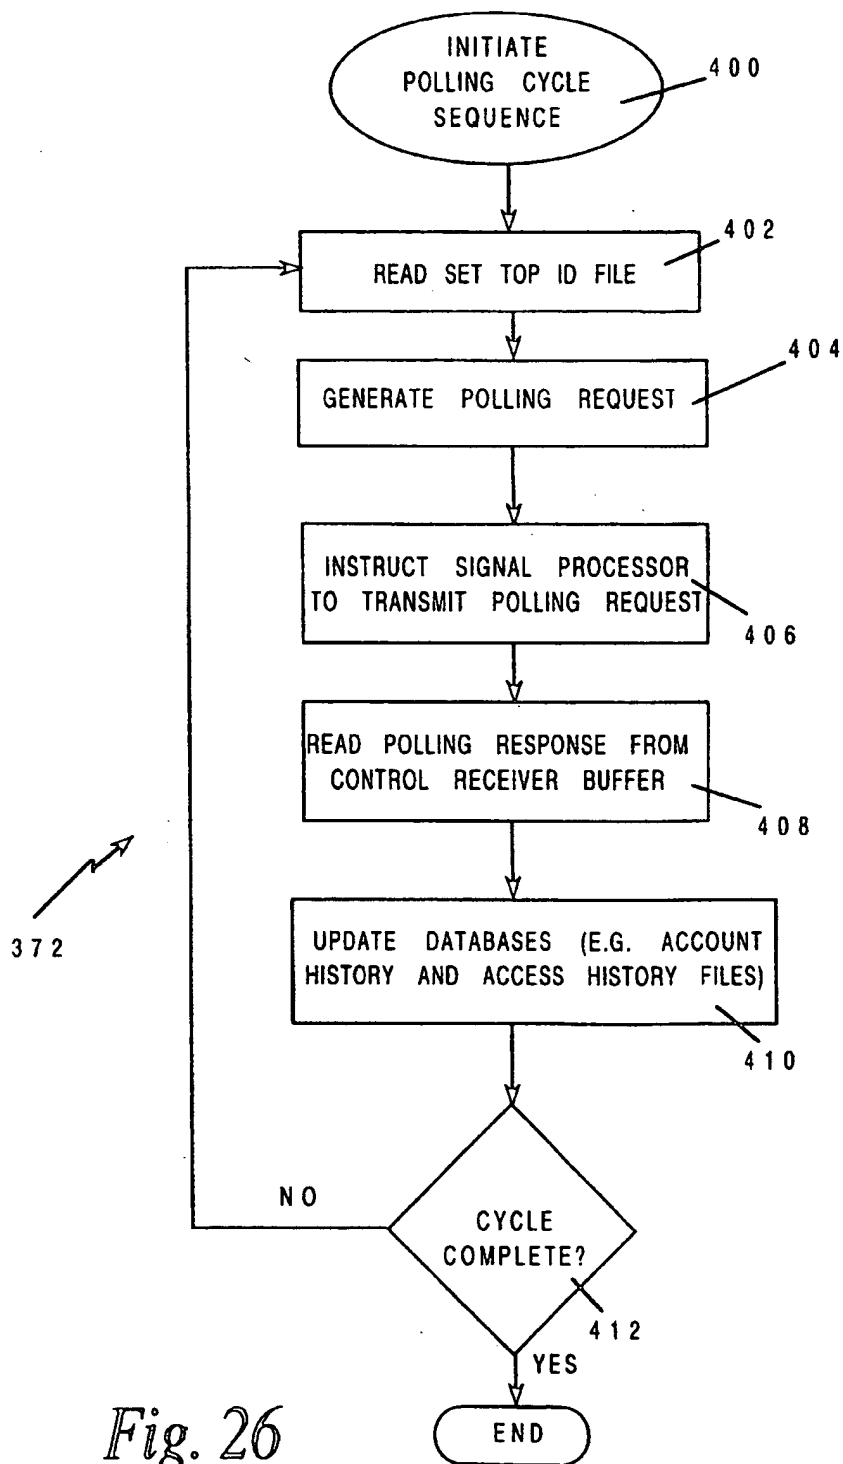 INITIATE
POLLING CYCLE
SEQUENCE
400
402
READ SET TOP ID FILE
404
GENERATE POLLING REQUEST
INSTRUCT SIGNAL PROCESSOR
TO TRANSMIT POLLING REQUEST
406
READ POLLING RESPONSE FROM
CONTROL RECEIVER BUFFER
408
372
UPDATE DATABASES (E.G. ACCOUNT
HISTORY AND ACCESS HISTORY FILES)
410
NO
CYCLE
COMPLETE?
412
YES
END
Fig. 26